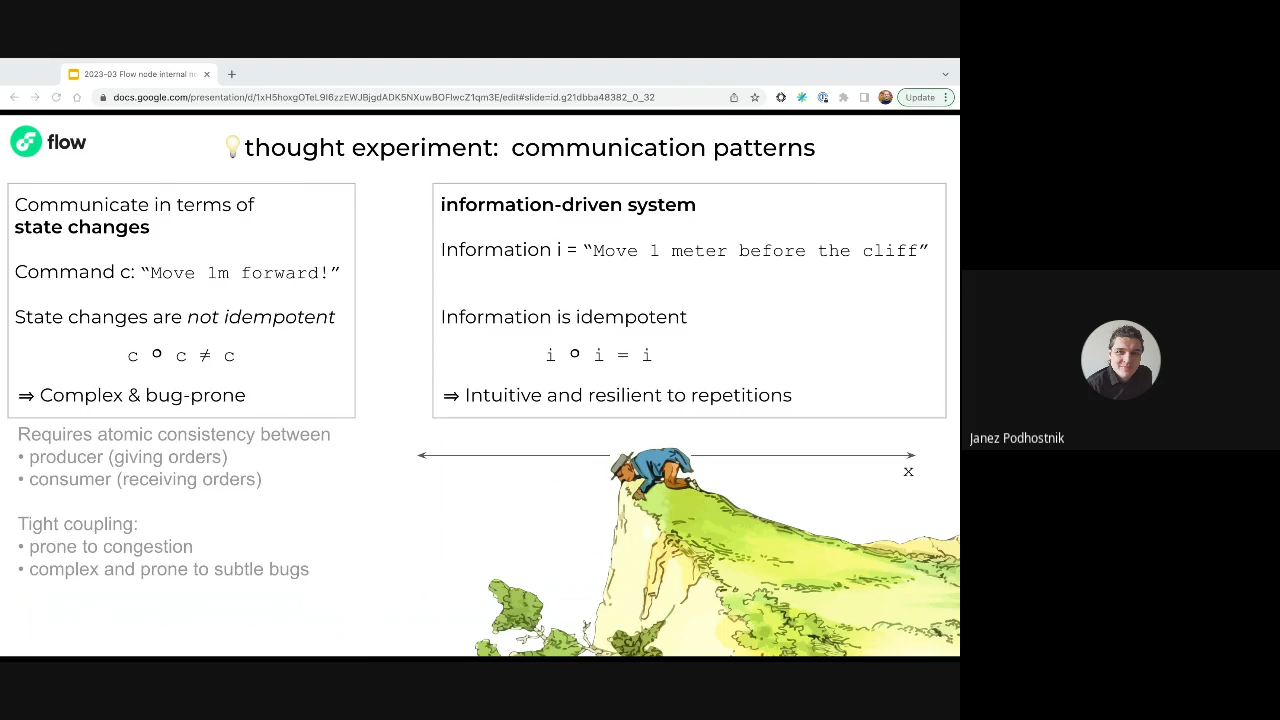 2023-03 Flow node internal no
docs.google.com/presentation/d/1xH5hoxgOTeL9I6zzEWJBjgdADK5NXuwBOFlwcZ1qm3E/edit#slide=id.g21dbba48382_0_32
Update
flow
thought experiment: communication patterns
Communicate in terms of
state changes
Command c: “Move 1m forward!”
State changes are not idempotent
c ∘ c ≠ c
⇒ Complex & bug-prone
Requires atomic consistency between
• producer (giving orders)
• consumer (receiving orders)
Tight coupling:
• prone to congestion
• complex and prone to subtle bugs
information-driven system
Information i = “Move 1 meter before the cliff”
Information is idempotent
i ∘ i = i
⇒ Intuitive and resilient to repetitions
x
Janez Podhostnik